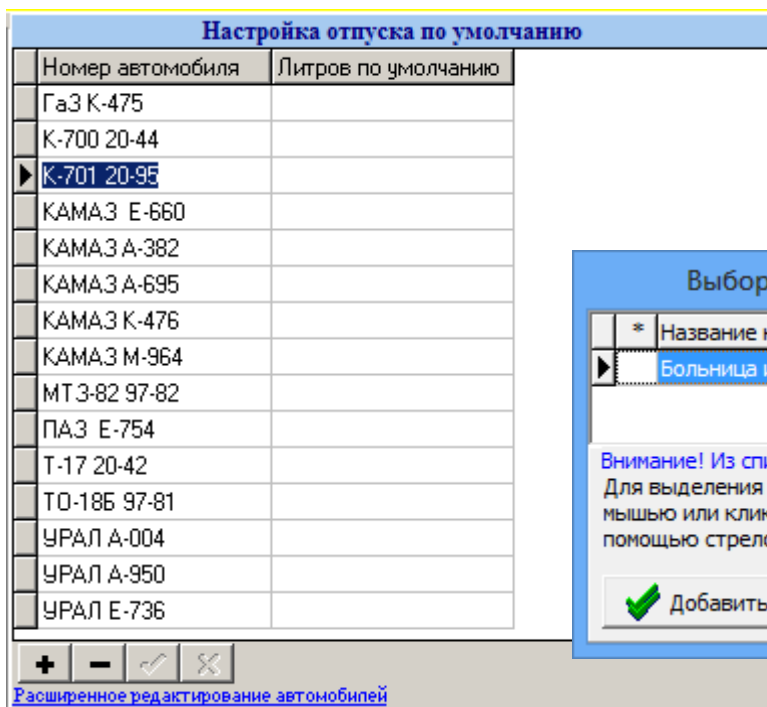 Настройка отпуска по умолчанию
Номер автомобиля Литров по умолчанию
ГаЗ К-475
К-700 20-44
К-701 20-95
КАМАЗ Е-660
КАМАЗ А-382
КАМАЗ А-695
КАМАЗ К-476
КАМАЗ М-964
МТЗ-82 97-82
ПАЗ Е-754
Т-17 20-42
ТО-18Б 97-81
УРАЛ А-004
УРАЛ А-950
УРАЛ Е-736
Расширенное редактирование автомобилей
Выбор
* Название
Больница
Внимание! Из
Для выделения
мышью или
помощью
Добавить